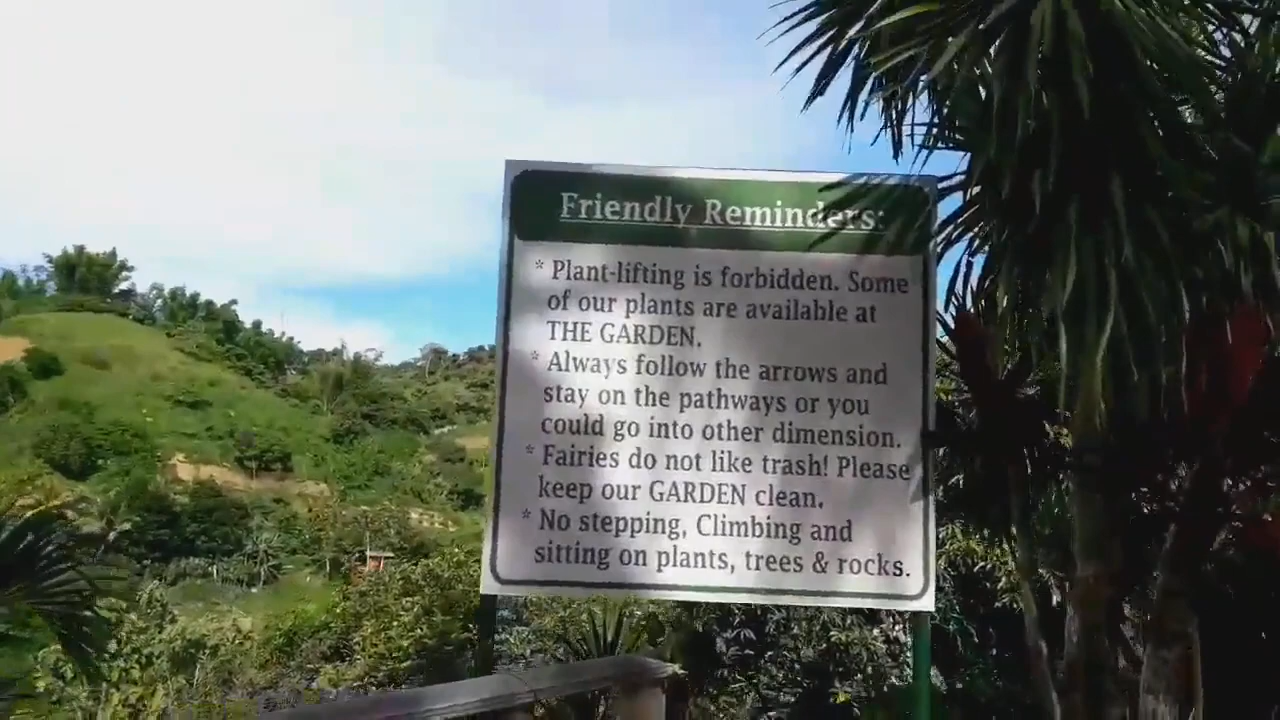 Friendly Reminders:
* Plant-lifting is forbidden. Some
of our plants are available at
THE GARDEN.
* Always follow the arrows and
stay on the pathways or you
could go into other dimension.
* Fairies do not like trash! Please
keep our GARDEN clean.
* No stepping, Climbing and
sitting on plants, trees & rocks.